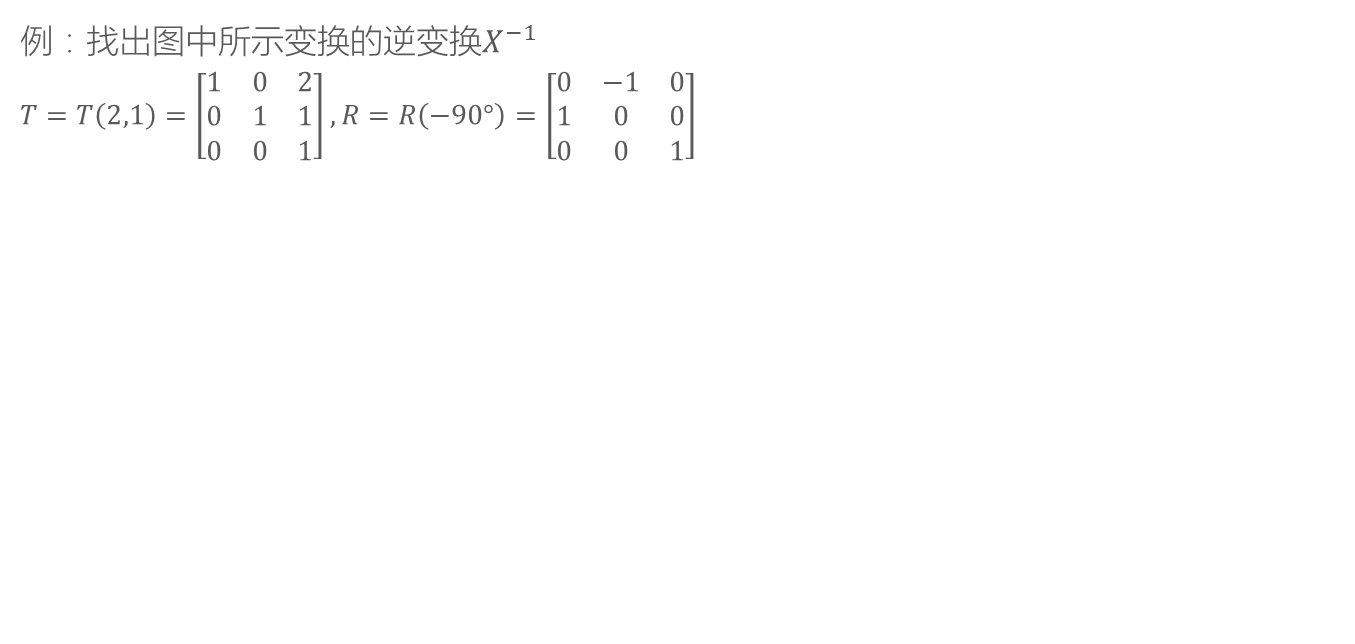 例：找出图中所示变换的逆变换𝑿⁻¹
𝑇 = 𝑇(2,1) = [1 0 2; 0 1 1; 0 0 1], 𝑅 = 𝑅(−90°) = [0 −1 0; 1 0 0; 0 0 1]